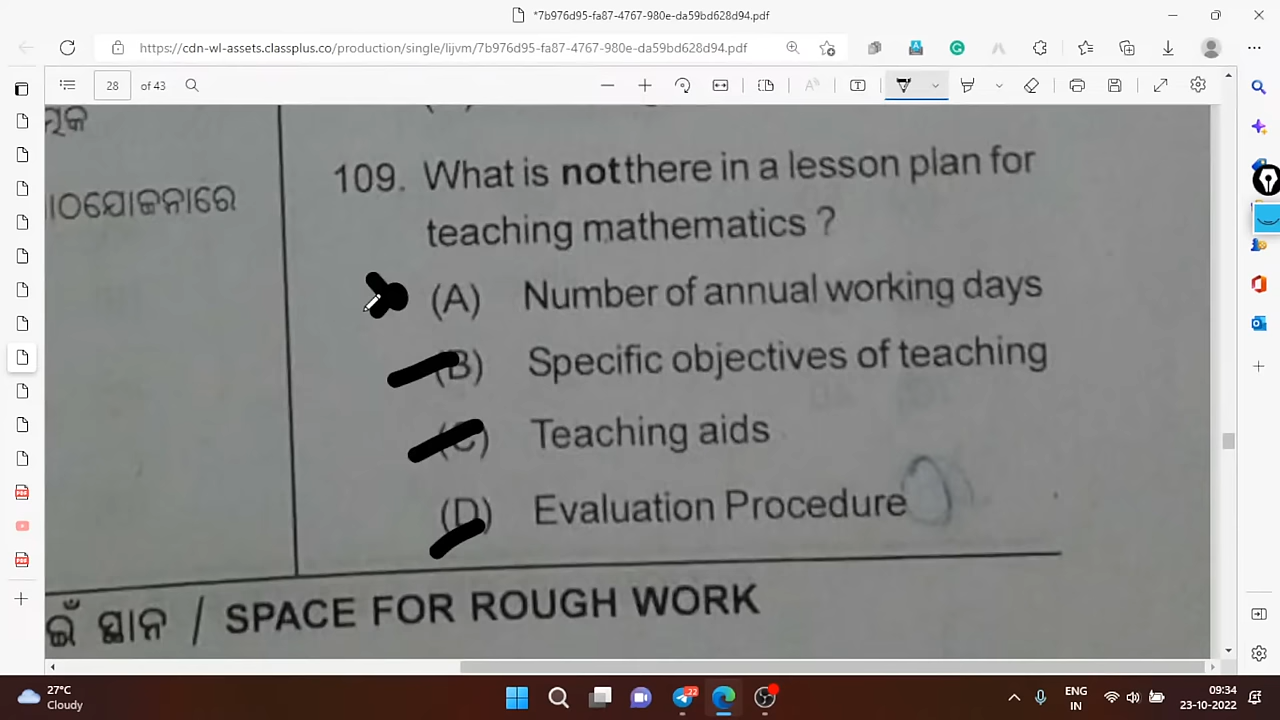 *7b976d95-fa87-4767-980e-da59bd628d94.pdf
https://cdn-wl-assets.classplus.co/production/single/lijvm/7b976d95-fa87-4767-980e-da59bd628d94.pdf
28 of 43
109. What is not there in a lesson plan for
teaching mathematics ?
(A) Number of annual working days
(B) Specific objectives of teaching
(C) Teaching aids
(D) Evaluation Procedure
ସ୍ଥାନ / SPACE FOR ROUGH WORK
27°C
Cloudy
22
ENG
IN
09:34
23-10-2022